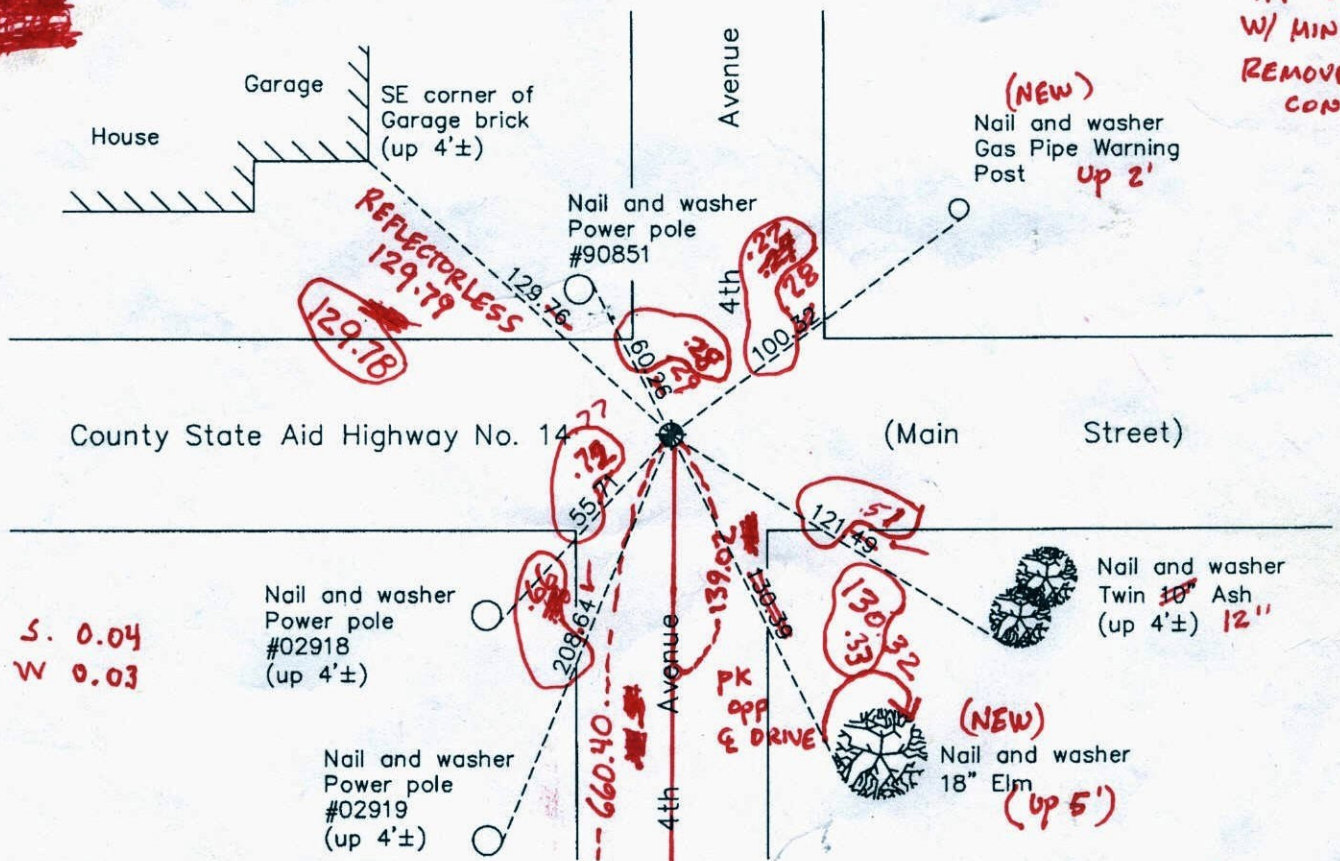 W/ MIN
REMOVE
CON
Garage
House
SE corner of
Garage brick
(up 4'±)
Avenue
(NEW)
Nail and washer
Gas Pipe Warning
Post Up 2'
Nail and washer
Power pole
#90851
REFLECTORLESS
129.79
129.76
129.78
4th
.27
28
100.32
60.26
.28
.29
County State Aid Highway No. 14
(Main Street)
77
.72
55.71
.51
121.49
Nail and washer
Power pole
#02918
(up 4'±)
S. 0.04
W 0.03
208.64
139.02
130.39
130
.33
32
Nail and washer
Twin 10" Ash
(up 4'±) 12"
Nail and washer
Power pole
#02919
(up 4'±)
660.40
4th Avenue
PK
OPP
℄ DRIVE
(NEW)
Nail and washer
18" Elm
(Up 5')